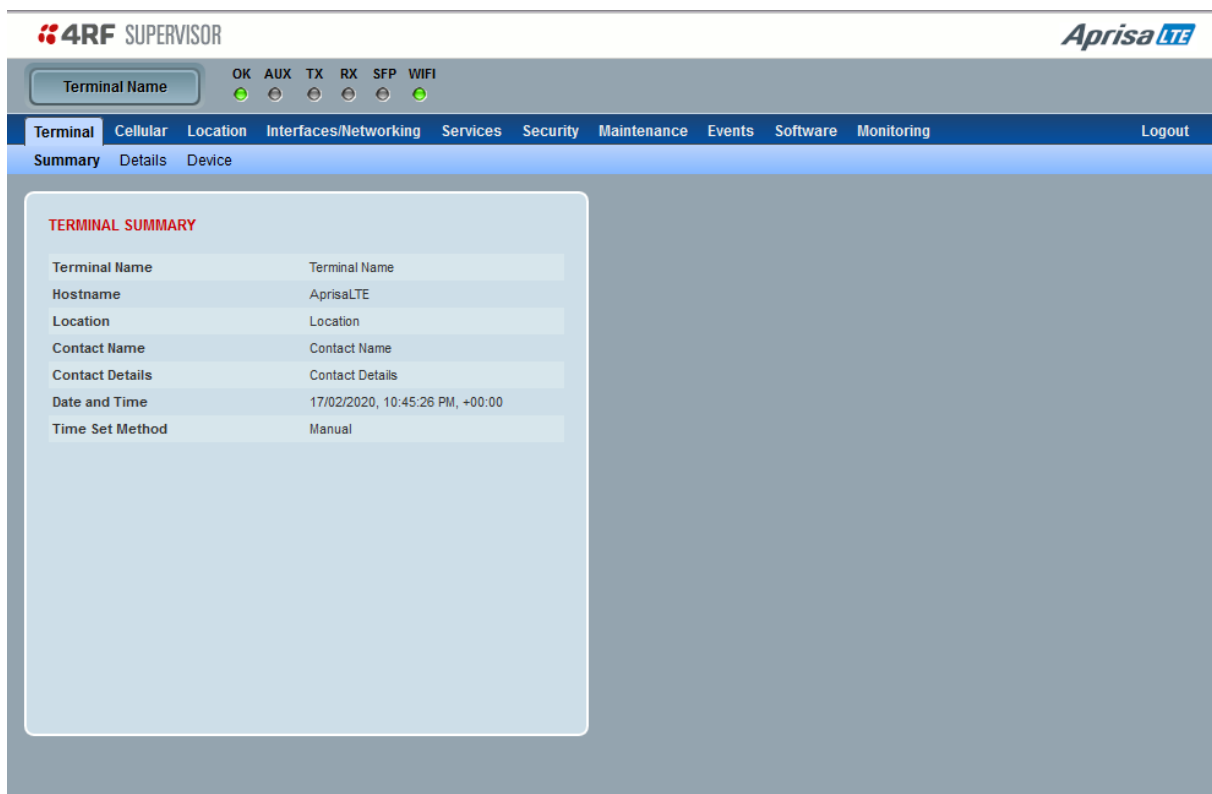 4RF SUPERVISOR
Aprisa LTE
Terminal Name
OK AUX TX RX SFP WIFI
Terminal Cellular Location Interfaces/Networking Services Security Maintenance Events Software Monitoring Logout
Summary Details Device
TERMINAL SUMMARY
Terminal Name Terminal Name
Hostname AprisaLTE
Location Location
Contact Name Contact Name
Contact Details Contact Details
Date and Time 17/02/2020, 10:45:26 PM, +00:00
Time Set Method Manual